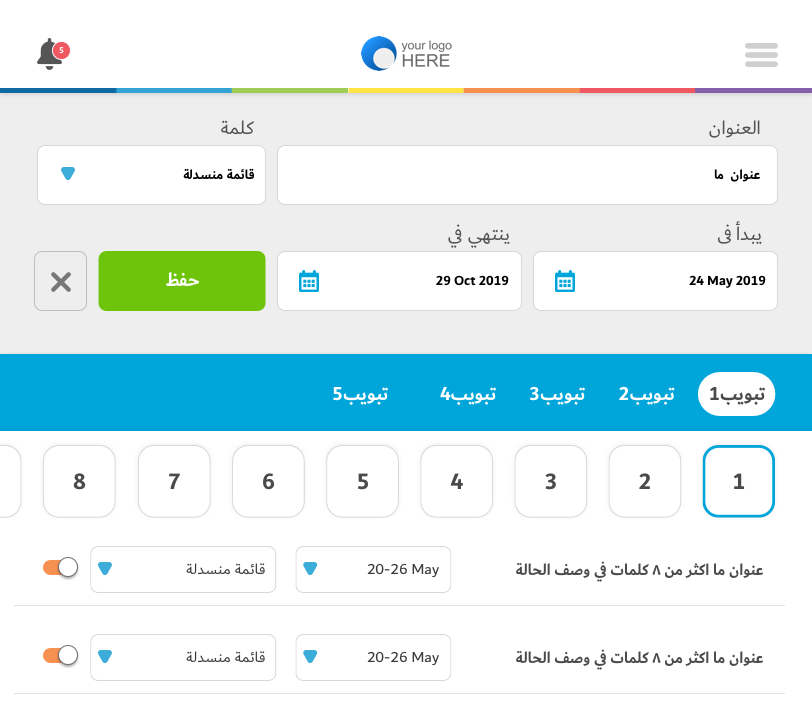 5
your logo
HERE
العنوان
كلمة
عنوان ما
قائمة منسدلة
يبدأ فى
ينتهي في
24 May 2019
29 Oct 2019
حفظ
تبويب1 تبويب2 تبويب3 تبويب4 تبويب5
1 2 3 4 5 6 7 8
عنوان ما اكثر من ٨ كلمات في وصف الحالة
20-26 May
قائمة منسدلة
عنوان ما اكثر من ٨ كلمات في وصف الحالة
20-26 May
قائمة منسدلة